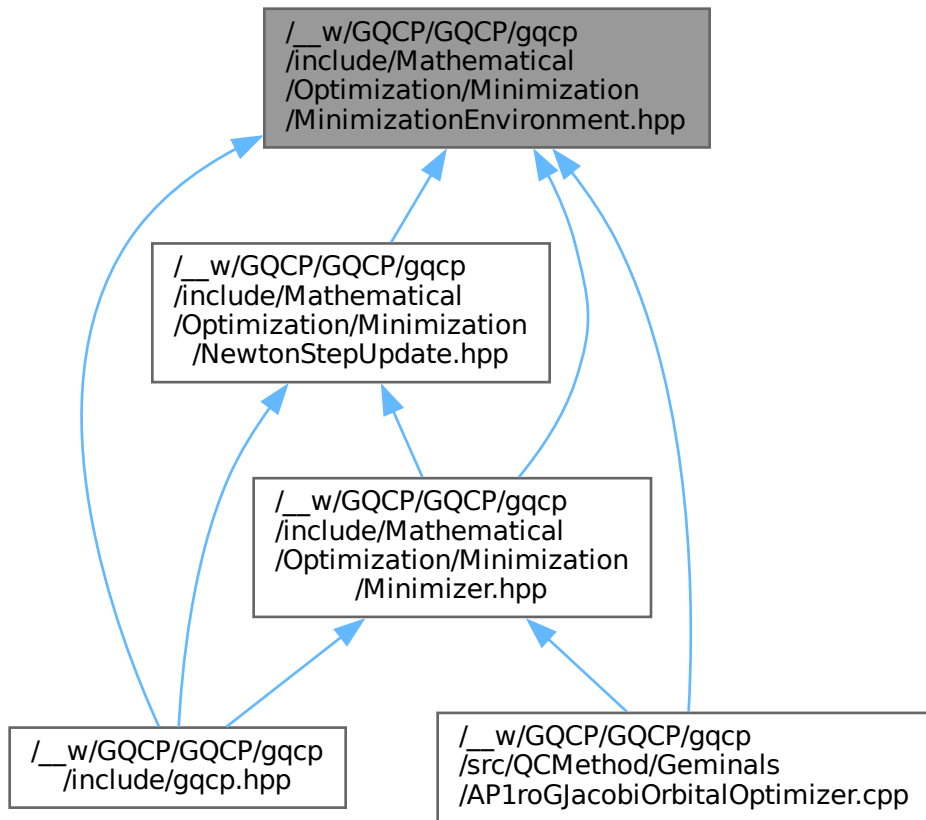 /__w/GQCP/GQCP/gqcp
/include/Mathematical
/Optimization/Minimization
/MinimizationEnvironment.hpp
/__w/GQCP/GQCP/gqcp
/include/Mathematical
/Optimization/Minimization
/NewtonStepUpdate.hpp
/__w/GQCP/GQCP/gqcp
/include/Mathematical
/Optimization/Minimization
/Minimizer.hpp
/__w/GQCP/GQCP/gqcp
/include/gqcp.hpp
/__w/GQCP/GQCP/gqcp
/src/QCMethod/Geminals
/AP1roGJacobiOrbitalOptimizer.cpp